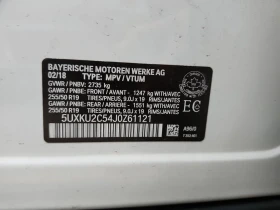 BAYERISCHE MOTOREN WERKE AG
02/18 TYPE: MPV / VTUM
GVWR / PNBV: 2735 kg
GAWR / PNBE - Front / Avant : 1247 kg WITH/AVEC
255/50 R19 Tires/Pneus, 9.0J x 19 Rims/Jantes
GAWR / PNBE - Rear / Arriere : 1551 kg WITH/AVEC
255/50 R19 Tires/Pneus, 9.0J x 19 Rims/Jantes
EC
5UXKU2C54J0Z61121
A96/0